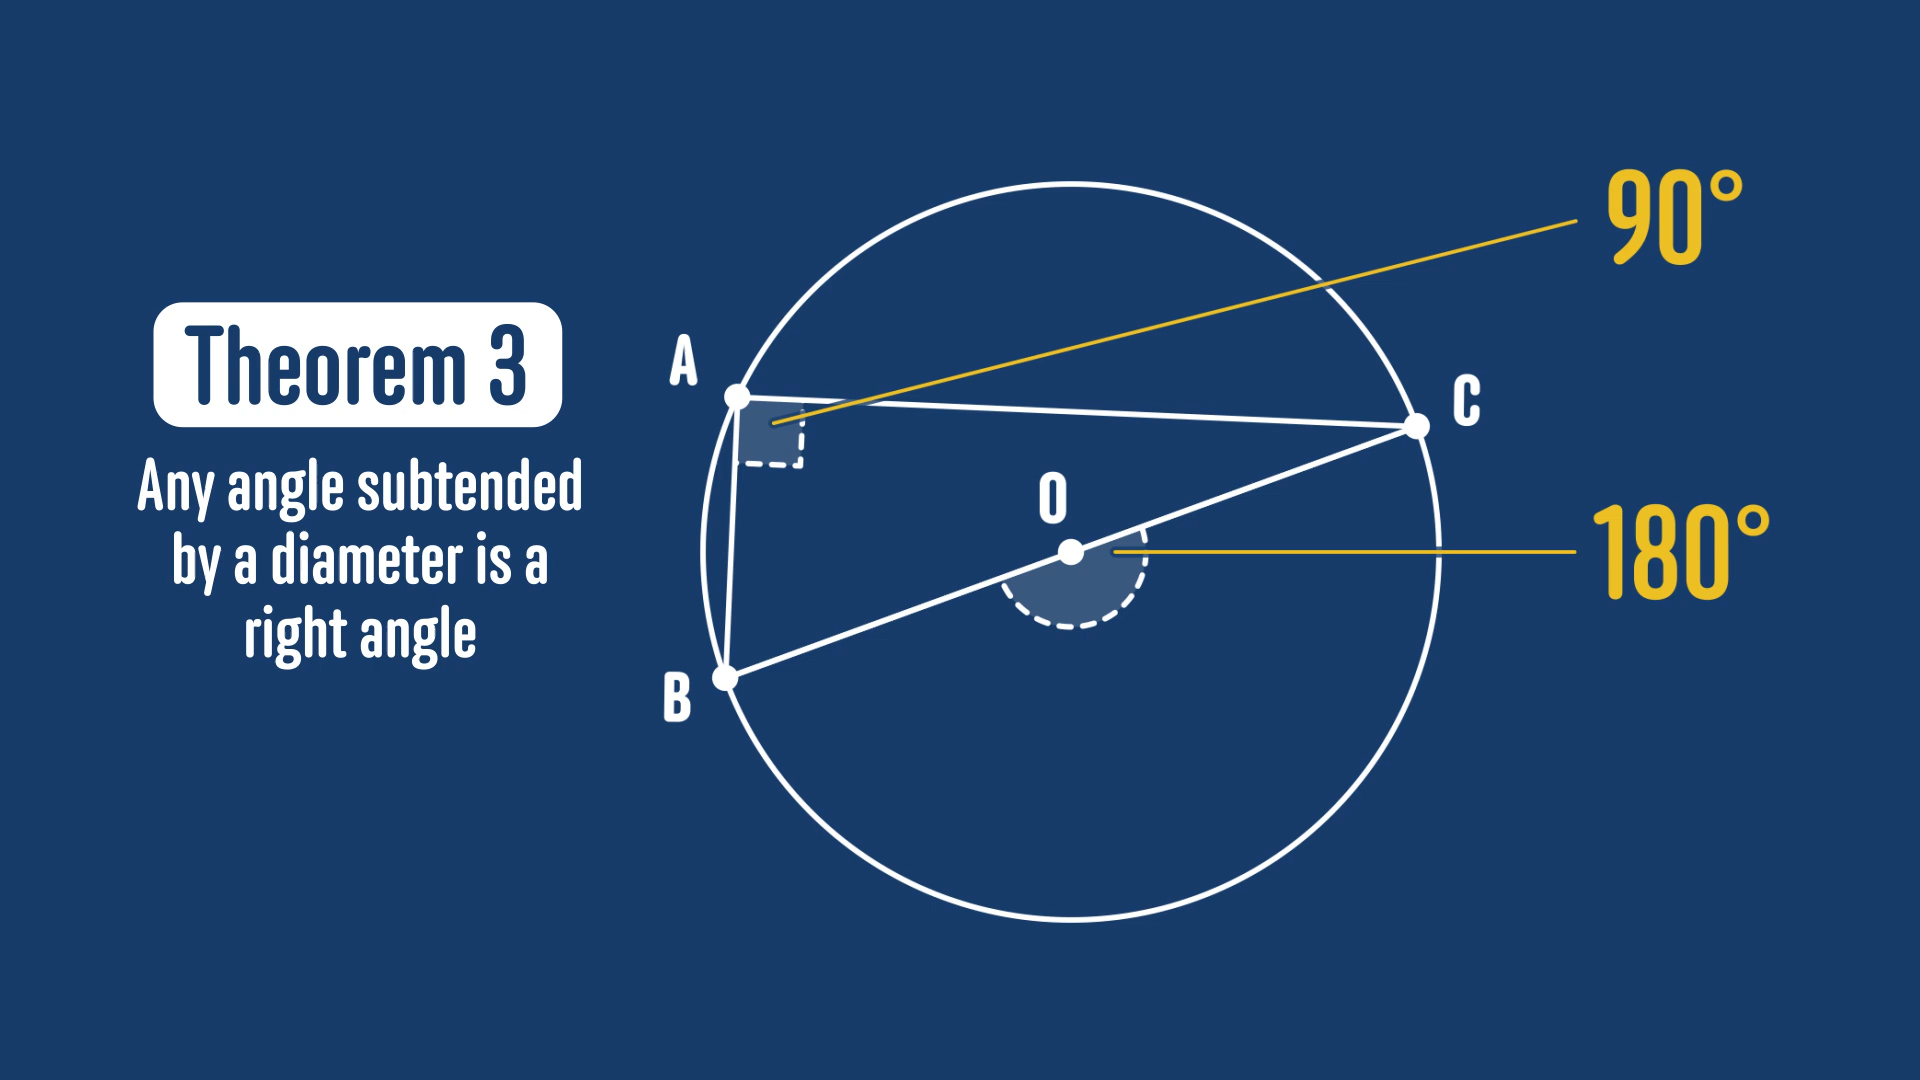 Theorem 3
Any angle subtended
by a diameter is a
right angle
A
B
C
O
90°
180°